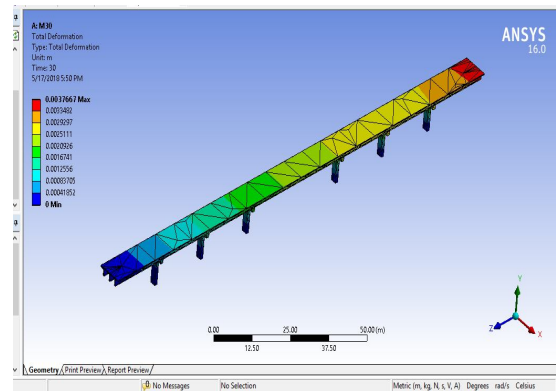 A: M30
Total Deformation
Type: Total Deformation
Unit: m
Time: 30
5/17/2018 5:50 PM
0.0037667 Max
0.0033482
0.0029297
0.0025111
0.0020926
0.0016741
0.0012556
0.00083705
0.00041852
0 Min
ANSYS
16.0
0.00 25.00 50.00 (m)
12.50 37.50
Y
Z X
Geometry Print Preview Report Preview
No Messages No Selection Metric (m, kg, N, s, V, A) Degrees rad/s Celsius